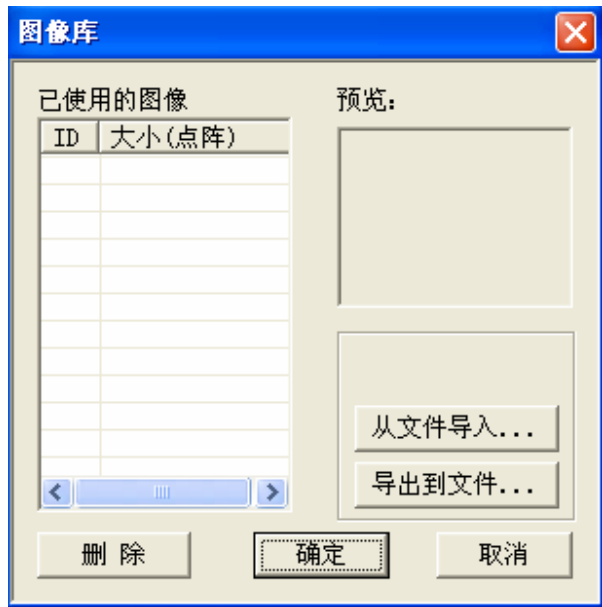 图像库
已使用的图像
预览:
ID 大小(点阵)
从文件导入...
导出到文件...
删 除 确定 取消